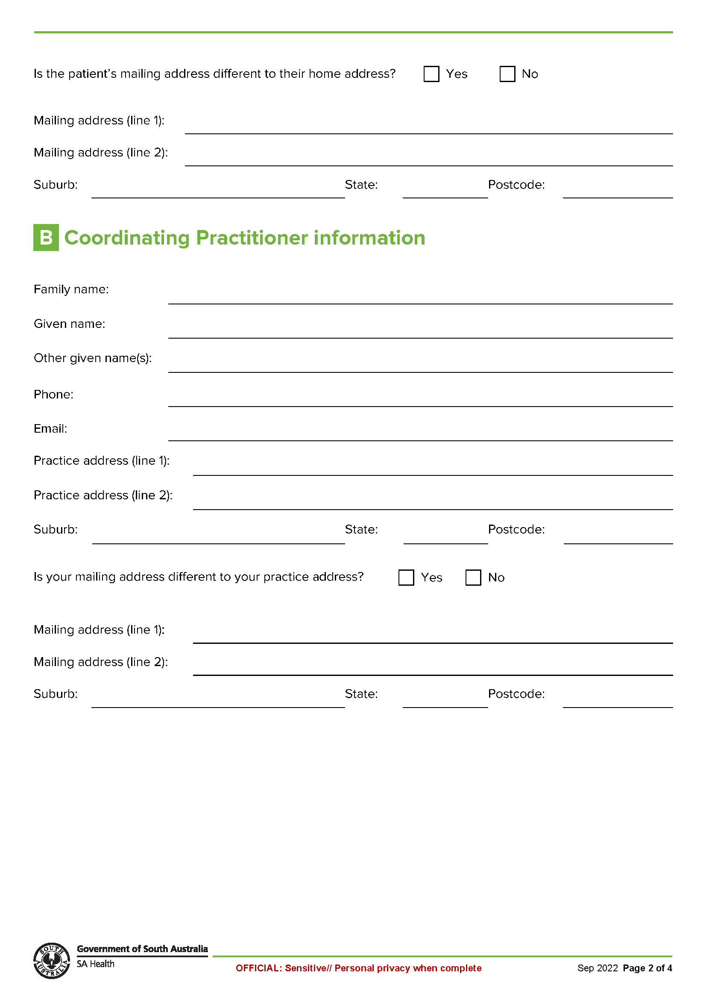 Is the patient’s mailing address different to their home address? Yes No
Mailing address (line 1):
Mailing address (line 2):
Suburb: State: Postcode:
B Coordinating Practitioner information
Family name:
Given name:
Other given name(s):
Phone:
Email:
Practice address (line 1):
Practice address (line 2):
Suburb: State: Postcode:
Is your mailing address different to your practice address? Yes No
Mailing address (line 1):
Mailing address (line 2):
Suburb: State: Postcode:
SOUTH AUSTRALIA
Government of South Australia
SA Health
OFFICIAL: Sensitive// Personal privacy when complete
Sep 2022 Page 2 of 4